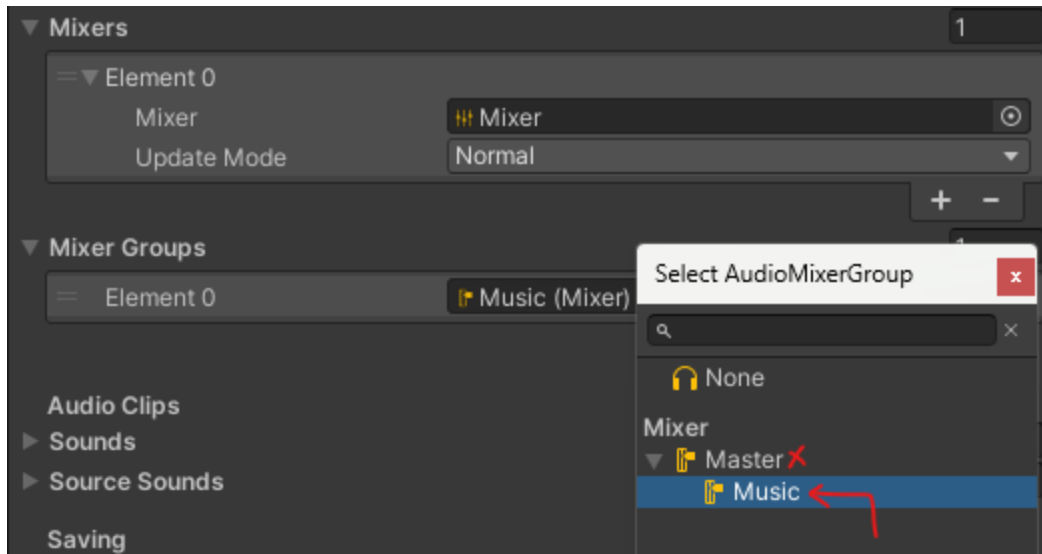 Mixers 1
Element 0
Mixer Mixer
Update Mode Normal
+ -
Mixer Groups
Element 0 Music (Mixer)
Select AudioMixerGroup x
None
Audio Clips
Mixer
Sounds
Master
Source Sounds
Music
Saving